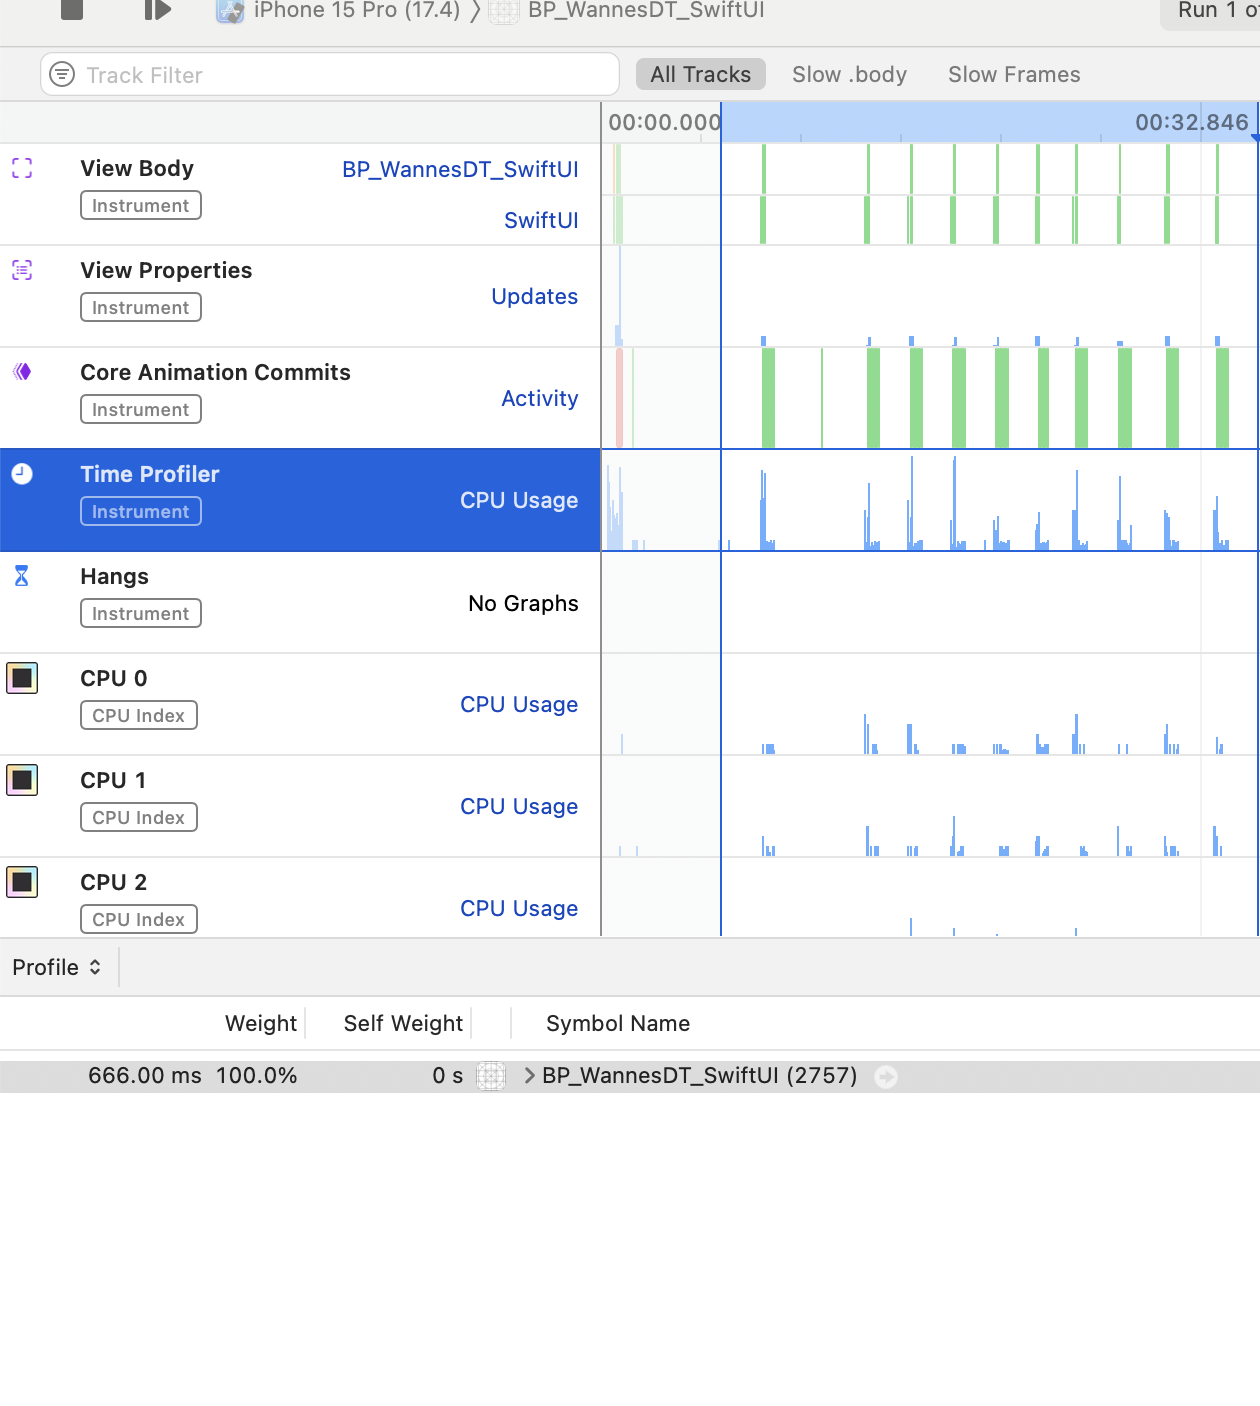 iPhone 15 Pro (17.4) 〉 BP_WannesDT_SwiftUI
Run 1 o
Track Filter
All Tracks
Slow .body
Slow Frames
00:00.000
00:32.846
View Body
BP_WannesDT_SwiftUI
Instrument
SwiftUI
View Properties
Instrument
Updates
Core Animation Commits
Instrument
Activity
Time Profiler
Instrument
CPU Usage
Hangs
Instrument
No Graphs
CPU 0
CPU Index
CPU Usage
CPU 1
CPU Index
CPU Usage
CPU 2
CPU Index
CPU Usage
Profile
Weight
Self Weight
Symbol Name
666.00 ms 100.0% 0 s BP_WannesDT_SwiftUI (2757)